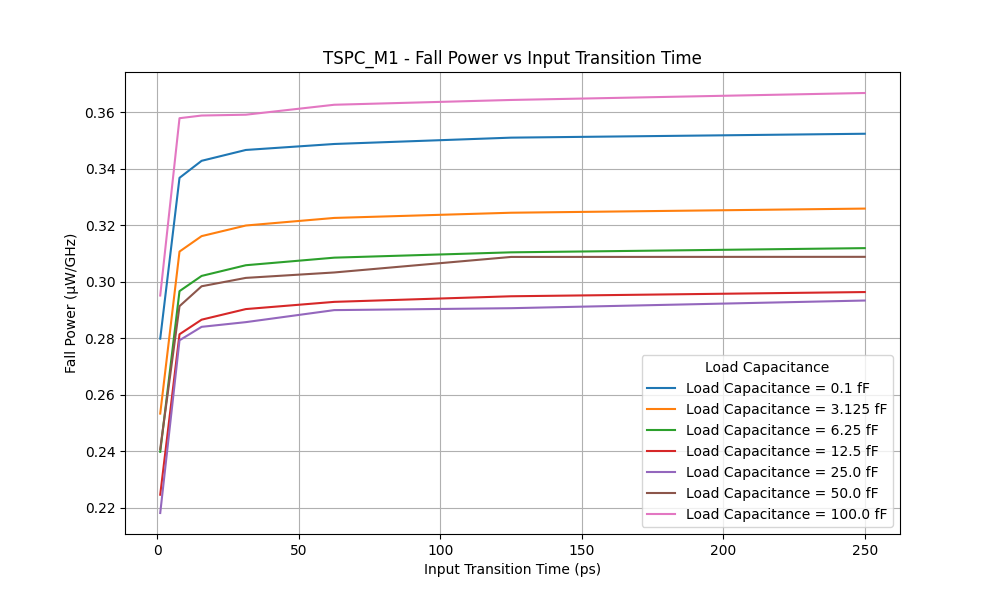 TSPC_M1 - Fall Power vs Input Transition Time
Fall Power (μW/GHz)
0.36
0.34
0.32
0.30
0.28
0.26
0.24
0.22
Load Capacitance
Load Capacitance = 0.1 fF
Load Capacitance = 3.125 fF
Load Capacitance = 6.25 fF
Load Capacitance = 12.5 fF
Load Capacitance = 25.0 fF
Load Capacitance = 50.0 fF
Load Capacitance = 100.0 fF
0 50 100 150 200 250
Input Transition Time (ps)